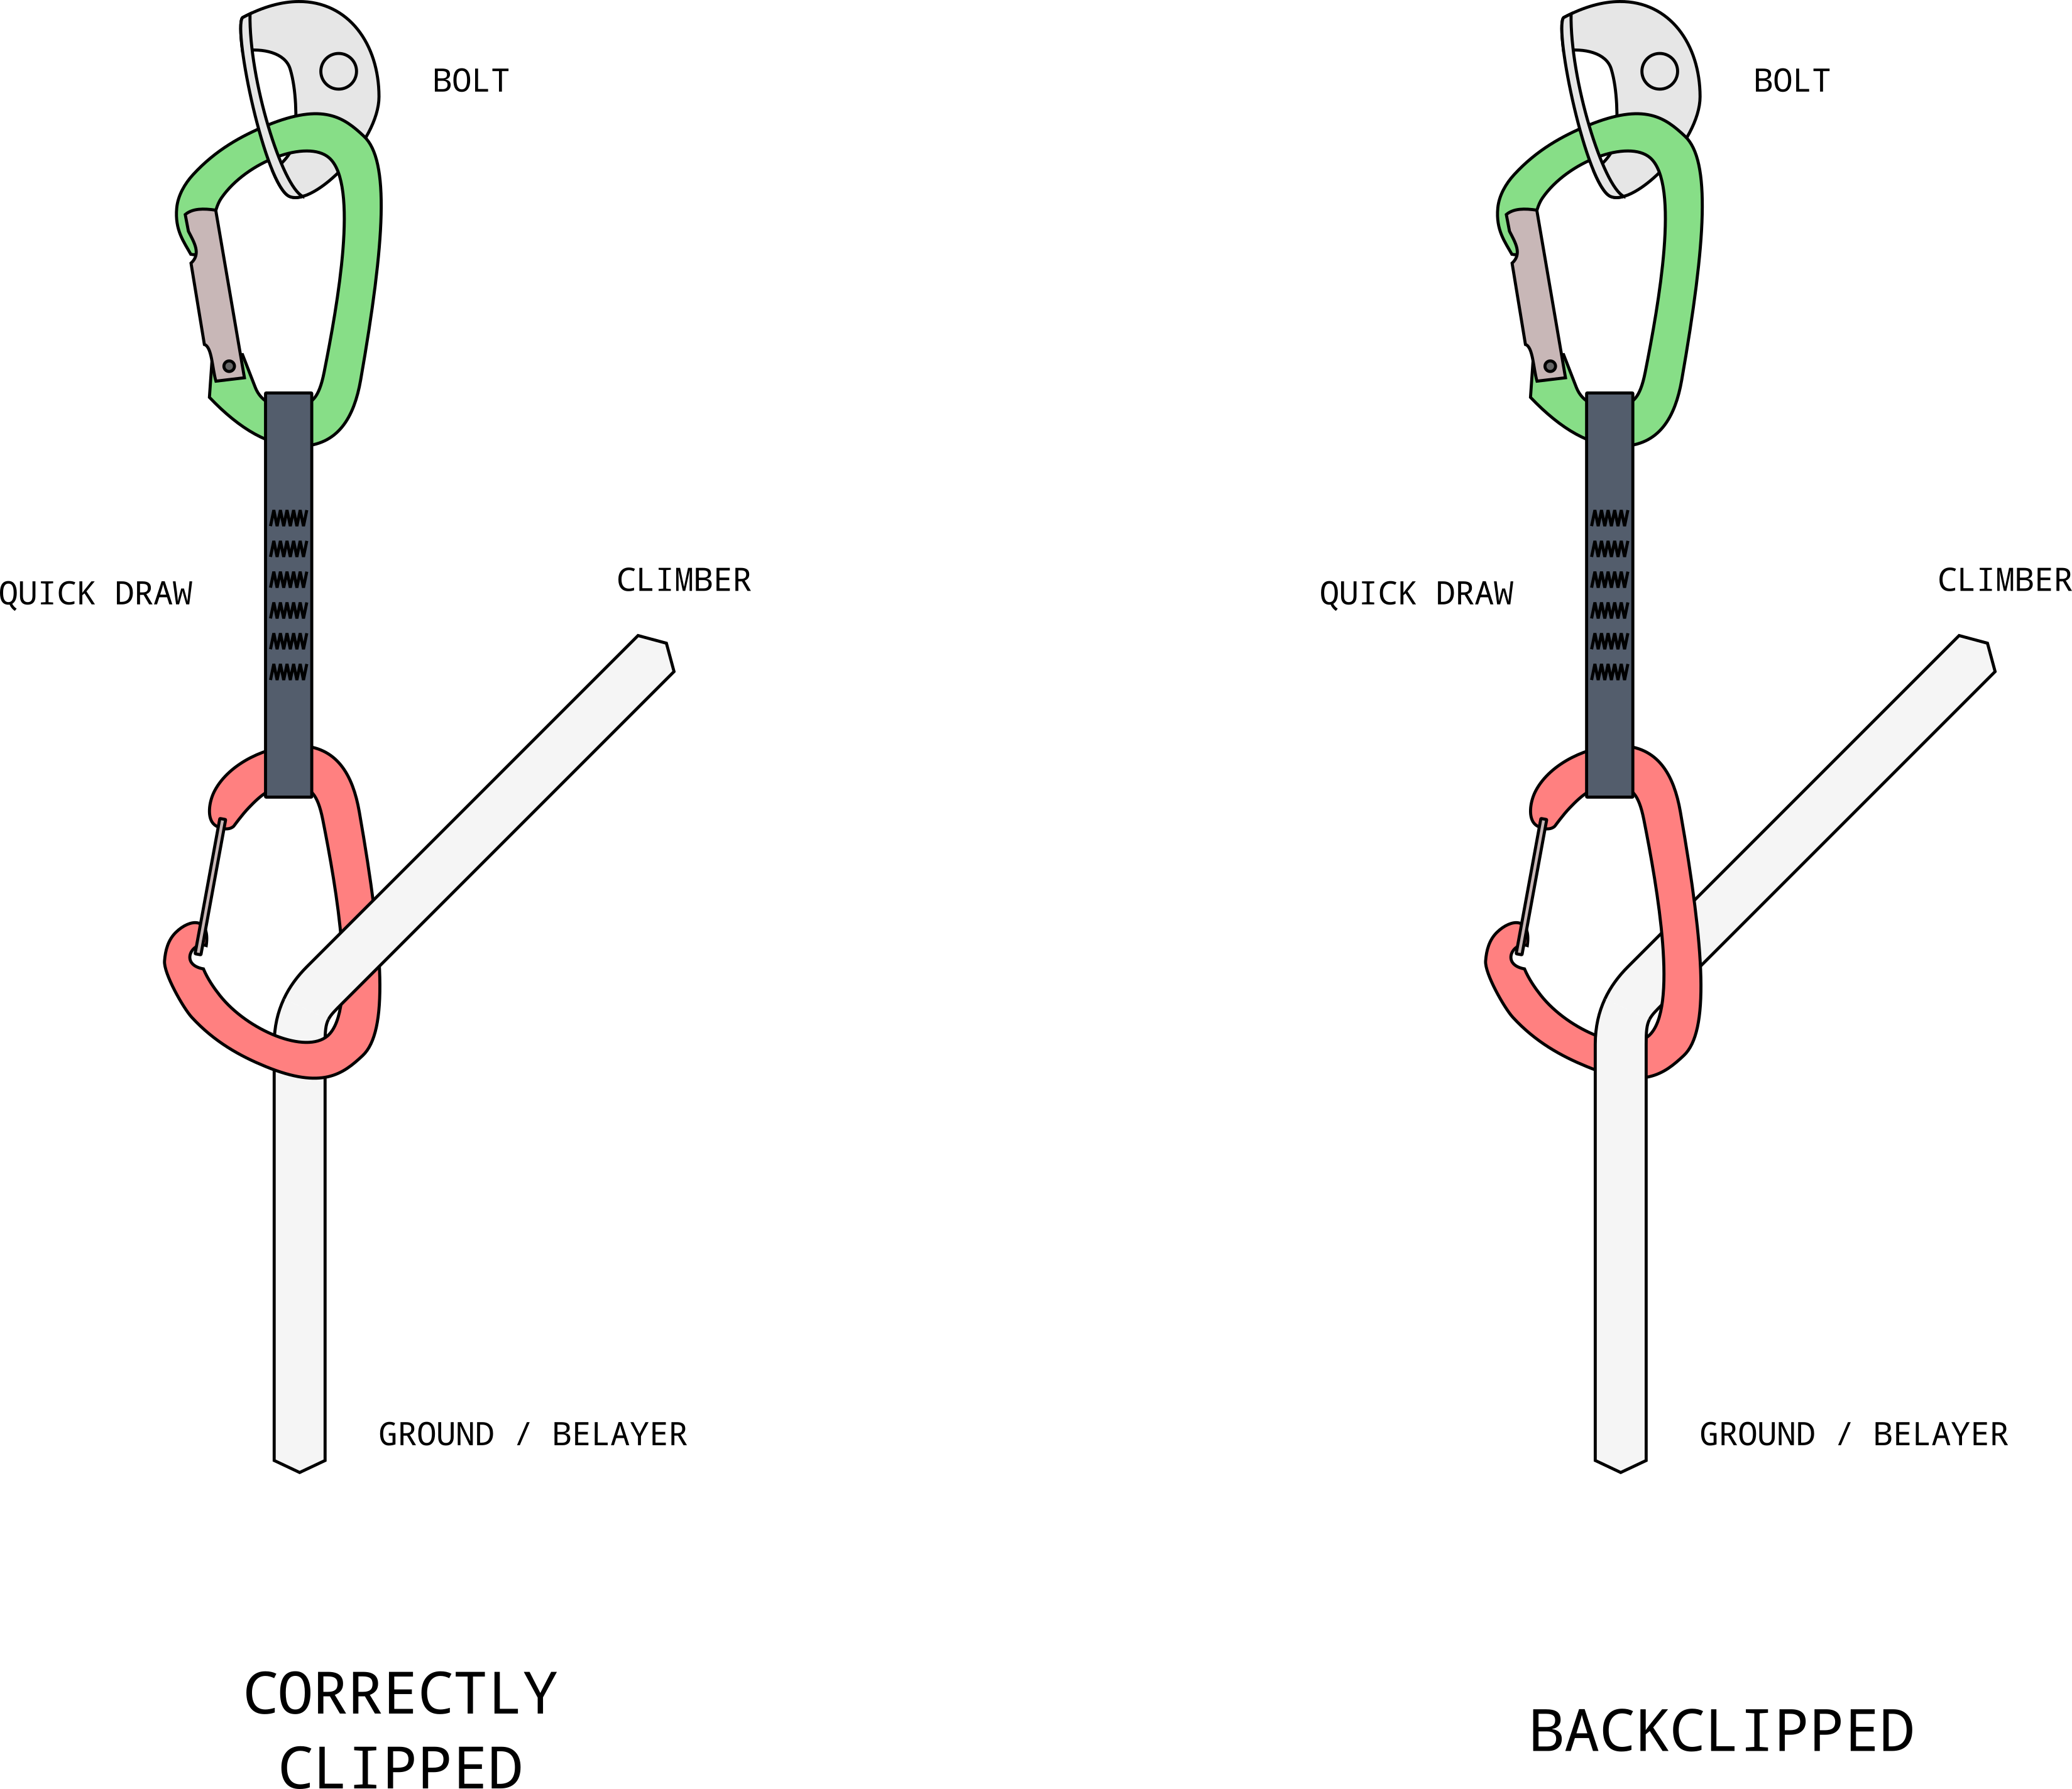 BOLT
QUICK DRAW
CLIMBER
GROUND / BELAYER
CORRECTLY
CLIPPED
BOLT
QUICK DRAW
CLIMBER
GROUND / BELAYER
BACKCLIPPED